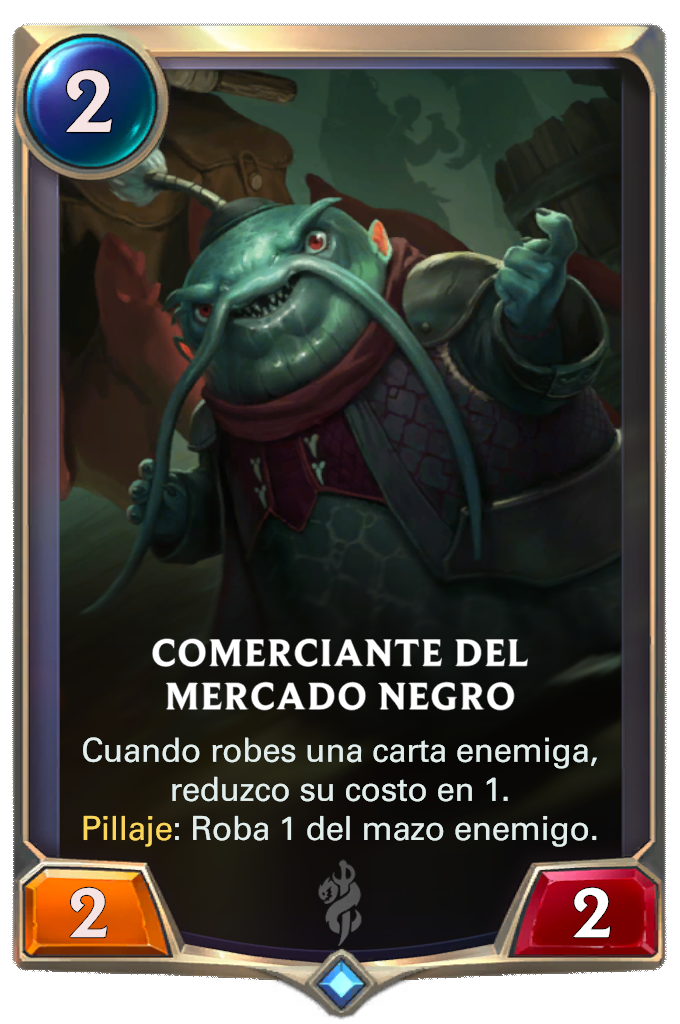 2
COMERCIANTE DEL
MERCADO NEGRO
Cuando robes una carta enemiga,
reduzco su costo en 1.
Pillaje: Roba 1 del mazo enemigo.
2
2